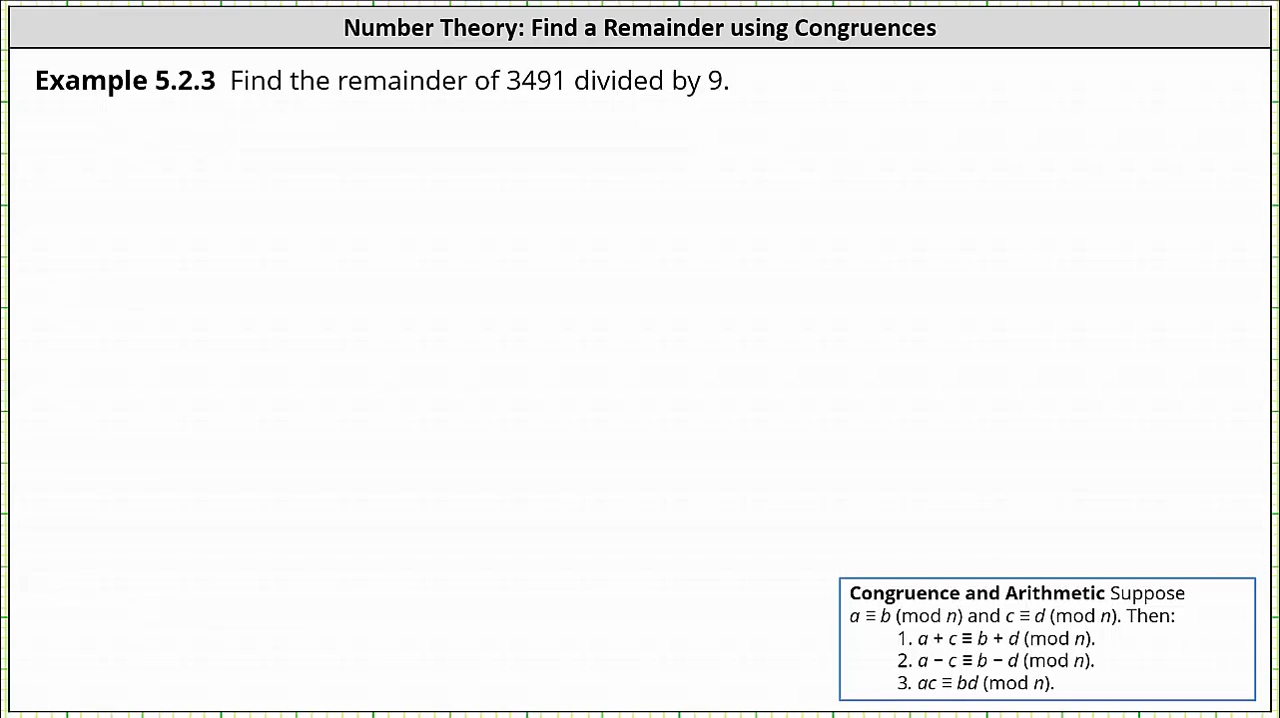 Number Theory: Find a Remainder using Congruences
Example 5.2.3 Find the remainder of 3491 divided by 9.
Congruence and Arithmetic Suppose
a ≡ b (mod n) and c ≡ d (mod n). Then:
1. a + c ≡ b + d (mod n).
2. a − c ≡ b − d (mod n).
3. ac ≡ bd (mod n).